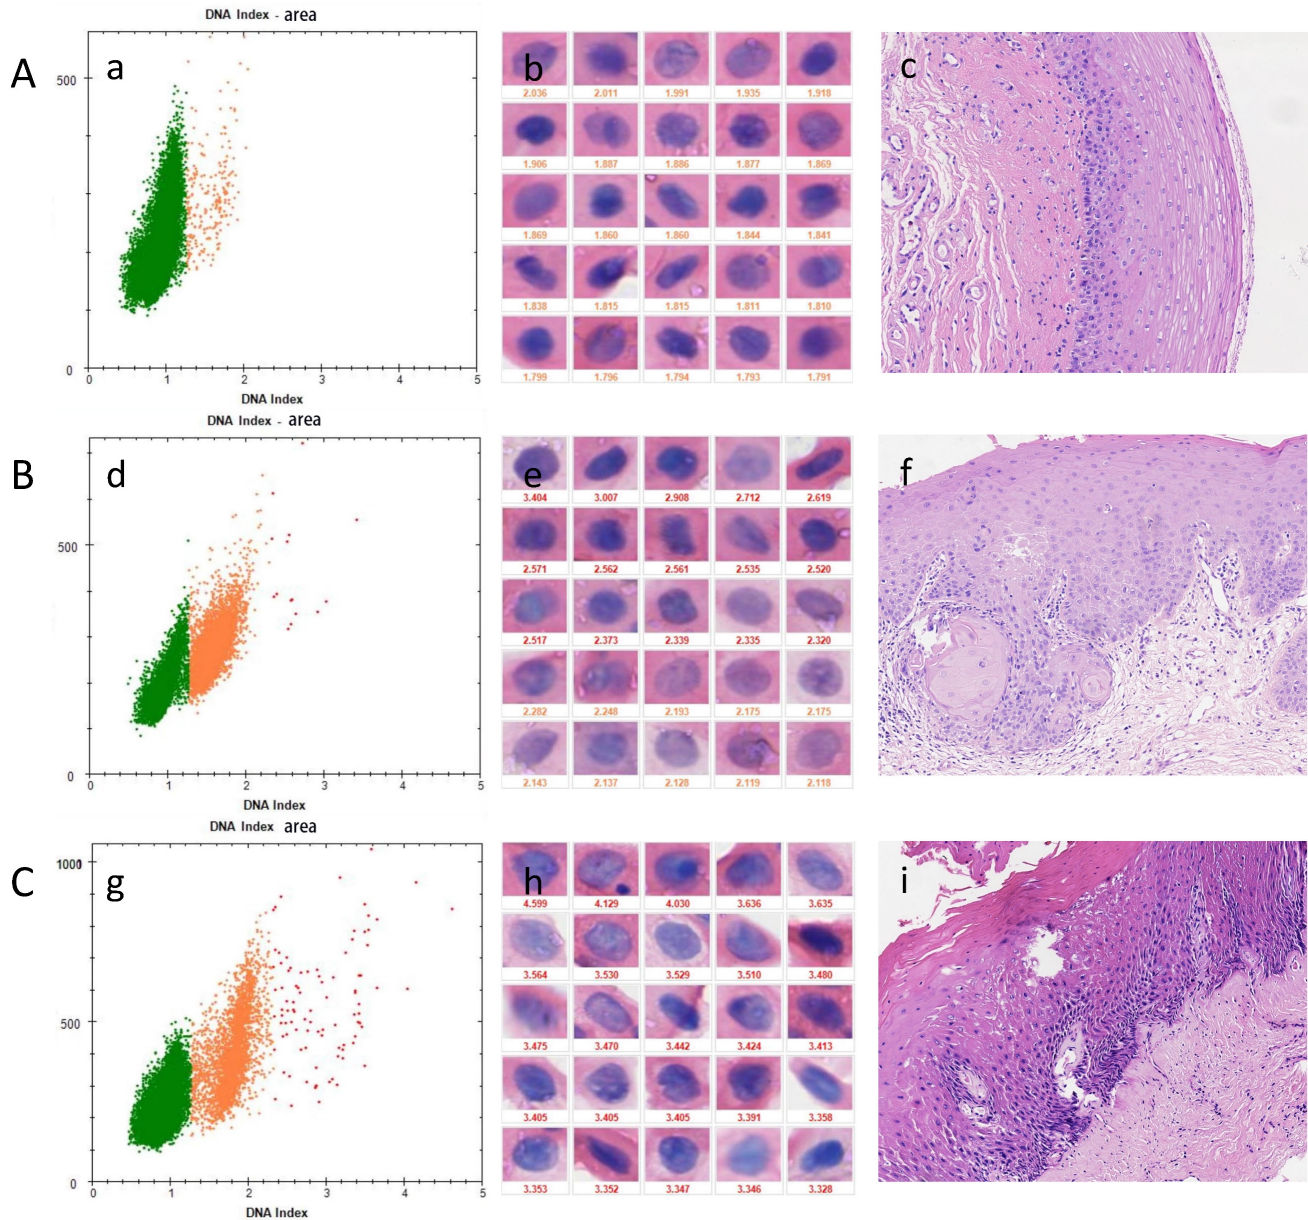 DNA Index - area
A
a
500
0
0 1 2 3 4 5
DNA Index
b
2.036 2.011 1.991 1.935 1.918
1.906 1.887 1.886 1.877 1.869
1.869 1.860 1.860 1.844 1.841
1.838 1.815 1.815 1.811 1.810
1.799 1.796 1.794 1.793 1.791
c
DNA Index - area
B
d
500
0
0 1 2 3 4 5
DNA Index
e
3.404 3.007 2.908 2.712 2.619
2.571 2.562 2.561 2.535 2.520
2.517 2.373 2.339 2.335 2.320
2.282 2.248 2.193 2.175 2.175
2.143 2.137 2.128 2.119 2.118
f
DNA Index area
C
g
1000
500
0
0 1 2 3 4 5
DNA Index
h
4.599 4.129 4.030 3.636 3.635
3.564 3.530 3.529 3.510 3.480
3.475 3.470 3.442 3.424 3.413
3.405 3.405 3.405 3.391 3.358
3.353 3.352 3.347 3.346 3.328
i